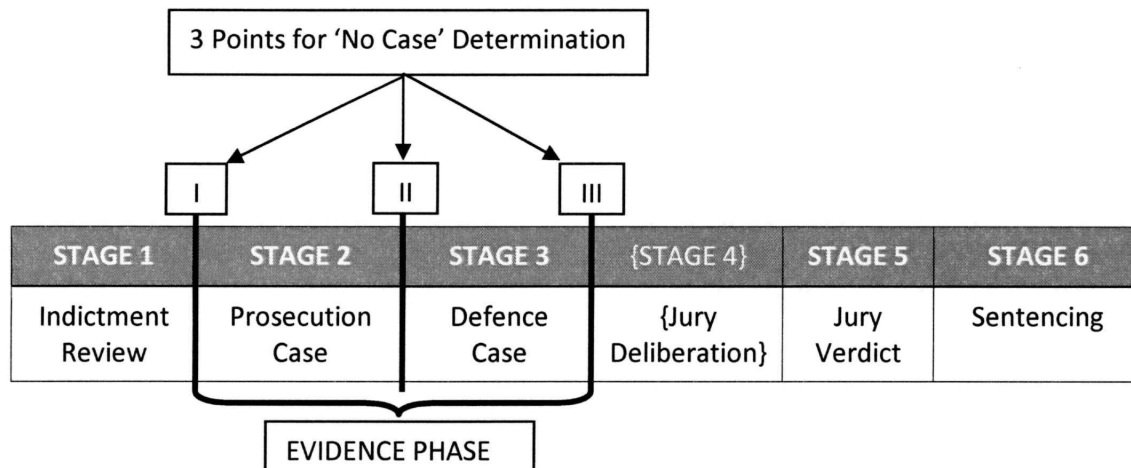 3 Points for ‘No Case’ Determination
I
II
III
STAGE 1
STAGE 2
STAGE 3
{STAGE 4}
STAGE 5
STAGE 6
Indictment
Review
Prosecution
Case
Defence
Case
{Jury
Deliberation}
Jury
Verdict
Sentencing
EVIDENCE PHASE